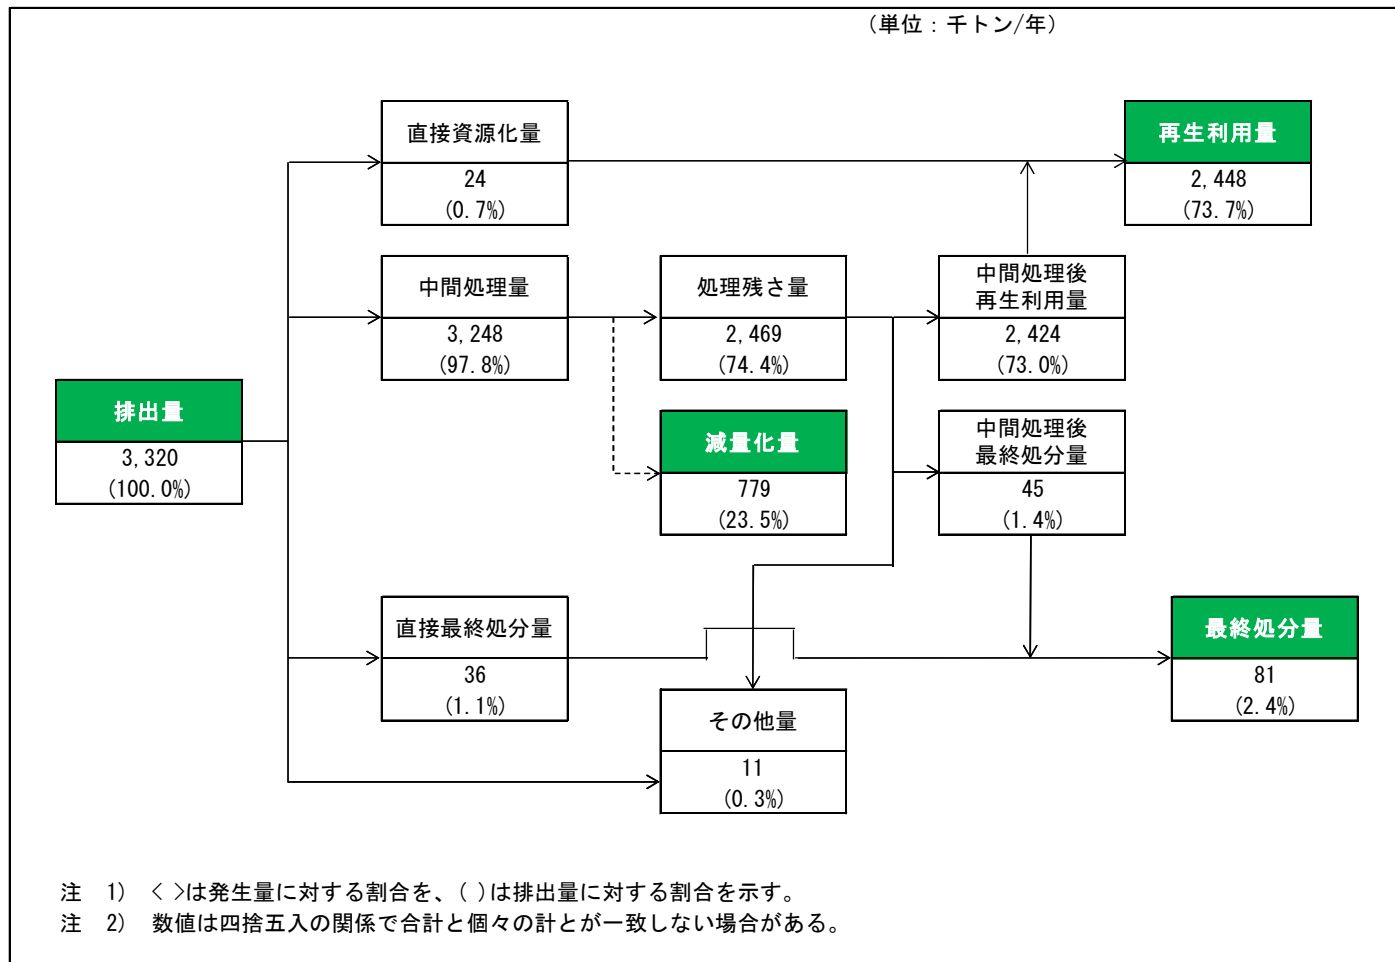 （単位：千トン/年）
直接資源化量
24
(0.7%)
再生利用量
2,448
(73.7%)
中間処理量
3,248
(97.8%)
処理残さ量
2,469
(74.4%)
中間処理後
再生利用量
2,424
(73.0%)
排出量
3,320
(100.0%)
減量化量
779
(23.5%)
中間処理後
最終処分量
45
(1.4%)
直接最終処分量
36
(1.1%)
最終処分量
81
(2.4%)
その他量
11
(0.3%)
注 1) < >は発生量に対する割合を、( )は排出量に対する割合を示す。
注 2) 数値は四捨五入の関係で合計と個々の計とが一致しない場合がある。